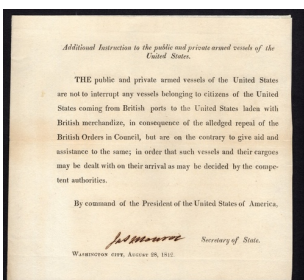 Additional Instruction to the public and private armed vessels of the
United States.
THE public and private armed vessels of the United States
are not to interrupt any vessels belonging to citizens of the United
States coming from British ports to the United States laden with
British merchandize, in consequence of the alledged repeal of the
British Orders in Council, but are on the contrary to give aid and
assistance to the same; in order that such vessels and their cargoes
may be dealt with on their arrival as may be decided by the compe-
tent authorities.
By command of the President of the United States of America,
Jas Monroe Secretary of State.
WASHINGTON CITY, AUGUST 28, 1812.